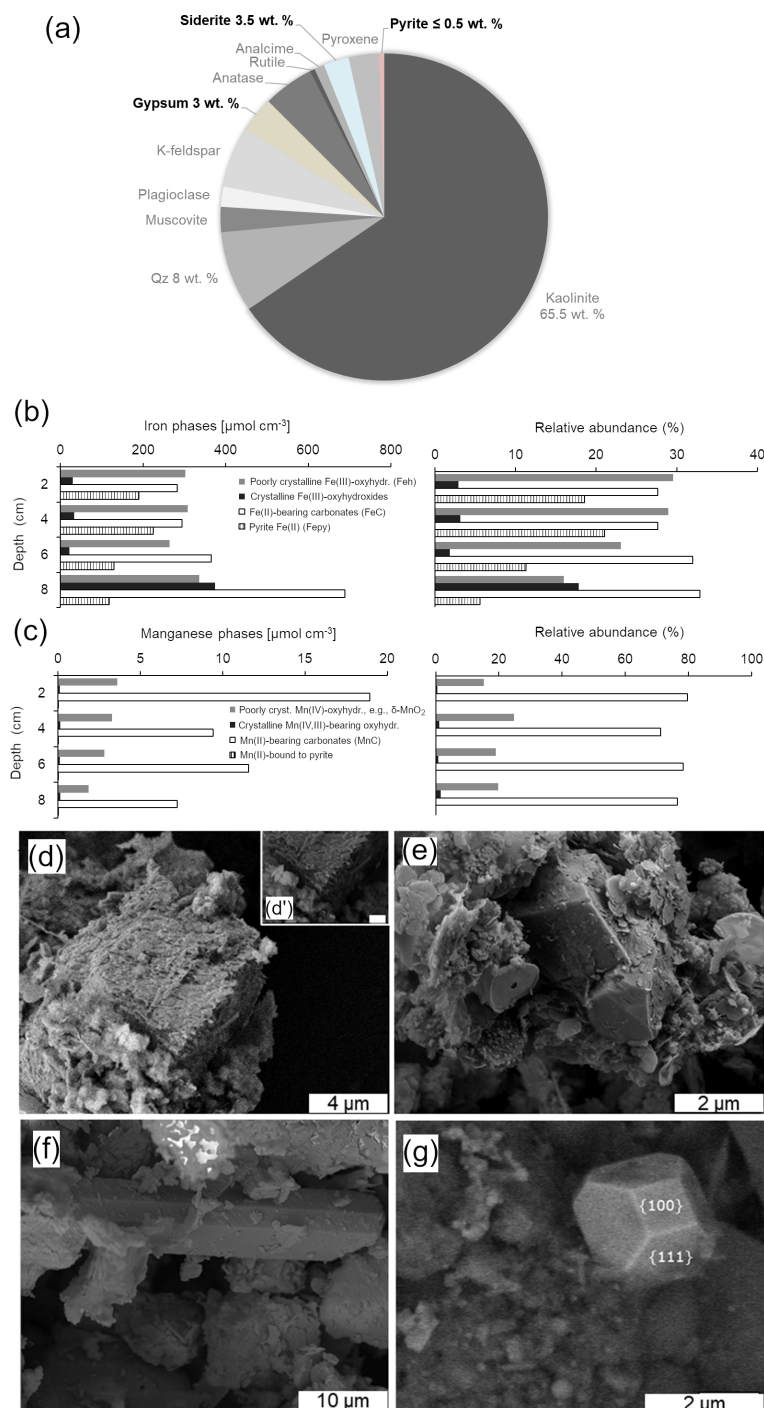 (a)
Siderite 3.5 wt. %
Pyrite ≤ 0.5 wt. %
Pyroxene
Analcime
Rutile
Anatase
Gypsum 3 wt. %
K-feldspar
Plagioclase
Muscovite
Qz 8 wt. %
Kaolinite
65.5 wt. %
(b)
Iron phases [µmol cm-3]
Relative abundance (%)
0 200 400 600 800
0 10 20 30 40
Depth (cm)
2
4
6
8
Poorly crystalline Fe(III)-oxyhydr. (Feh)
Crystalline Fe(III)-oxyhydroxides
Fe(II)-bearing carbonates (FeC)
Pyrite Fe(II) (Fepy)
(c)
Manganese phases [µmol cm-3]
Relative abundance (%)
0 5 10 15 20
0 20 40 60 80 100
Depth (cm)
2
4
6
8
Poorly cryst. Mn(IV)-oxyhydr., e.g., δ-MnO2
Crystalline Mn(IV,III)-bearing oxyhydr.
Mn(II)-bearing carbonates (MnC)
Mn(II)-bound to pyrite
(d)
(d')
4 µm
(e)
2 µm
(f)
10 µm
(g)
{100}
{111}
2 µm